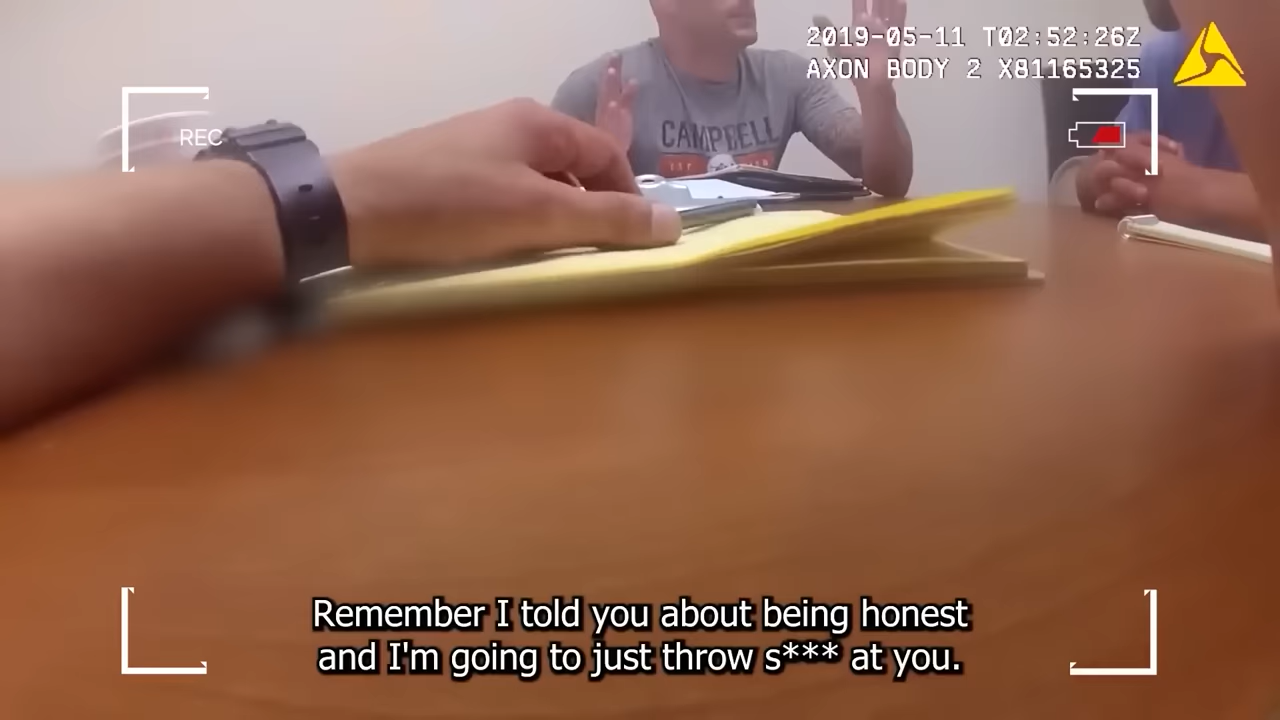 2019-05-11 T02:52:26Z
AXON BODY 2 X81165325
REC
CAMPBELL
EST
Remember I told you about being honest
and I'm going to just throw s*** at you.